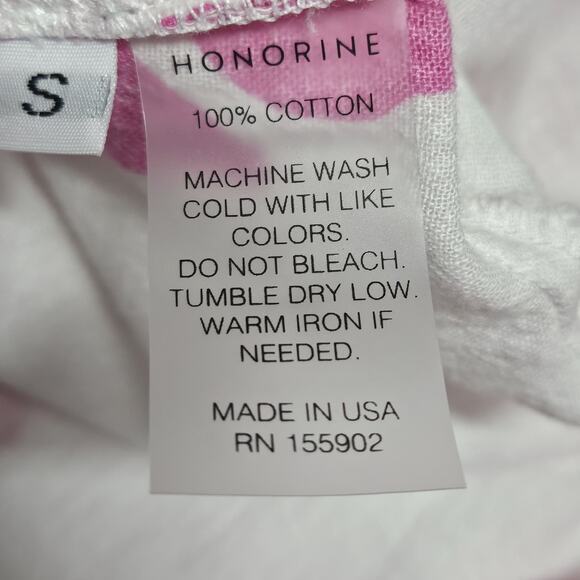 S
HONORINE
100% COTTON
MACHINE WASH
COLD WITH LIKE
COLORS.
DO NOT BLEACH.
TUMBLE DRY LOW.
WARM IRON IF
NEEDED.
MADE IN USA
RN 155902